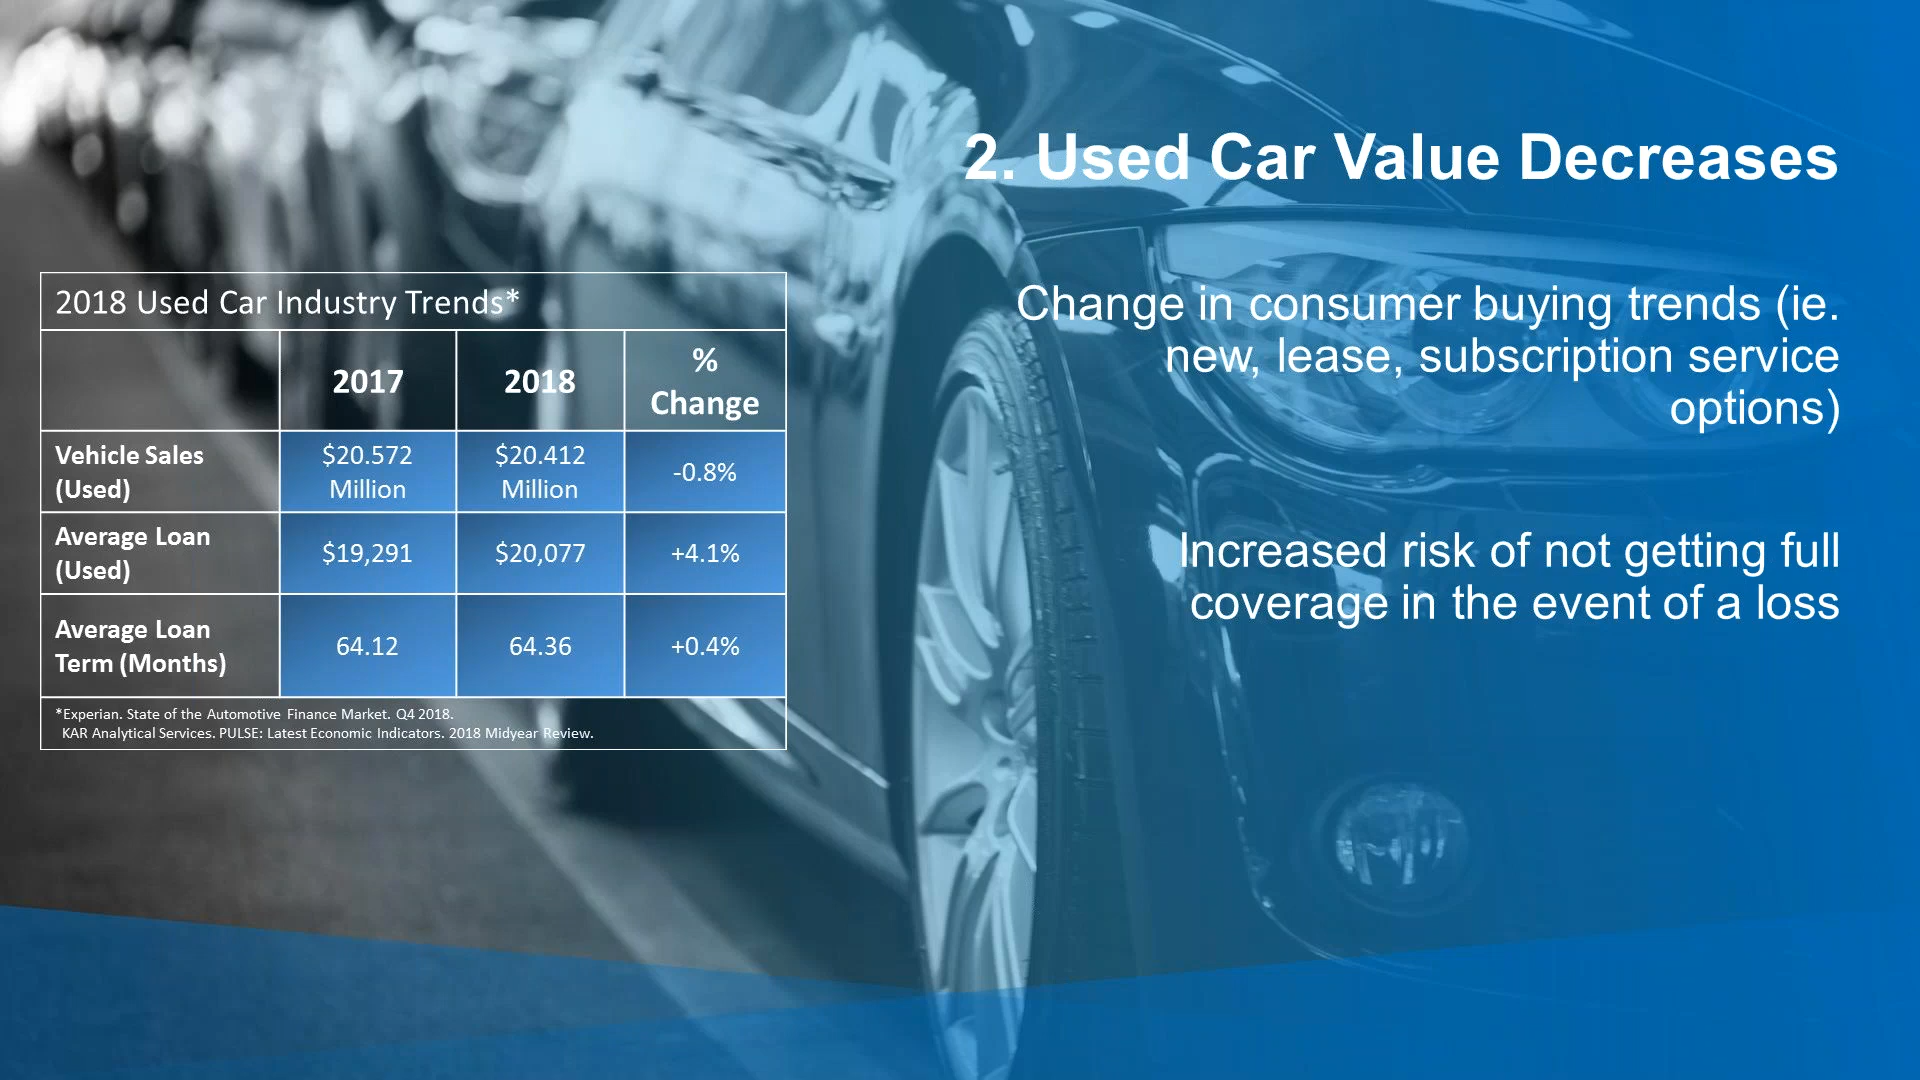 2. Used Car Value Decreases
Change in consumer buying trends (ie.
new, lease, subscription service
options)
Increased risk of not getting full
coverage in the event of a loss
2018 Used Car Industry Trends*
2017 2018 %
Change
Vehicle Sales
(Used) $20.572
Million $20.412
Million -0.8%
Average Loan
(Used) $19,291 $20,077 +4.1%
Average Loan
Term (Months) 64.12 64.36 +0.4%
*Experian. State of the Automotive Finance Market. Q4 2018.
KAR Analytical Services. PULSE: Latest Economic Indicators. 2018 Midyear Review.